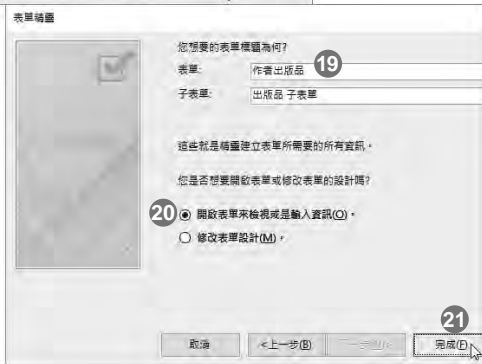 表單精靈
您想要的表單標題為何?
表單: 作者出版品 19
子表單: 出版品 子表單
這些就是精靈建立表單所需要的所有資訊。
您是否想要開啟表單或修改表單的設計嗎?
20 開啟表單來檢視或是輸入資訊(O)。
修改表單設計(M)。
21
取消 <上一步(B) 完成(F)